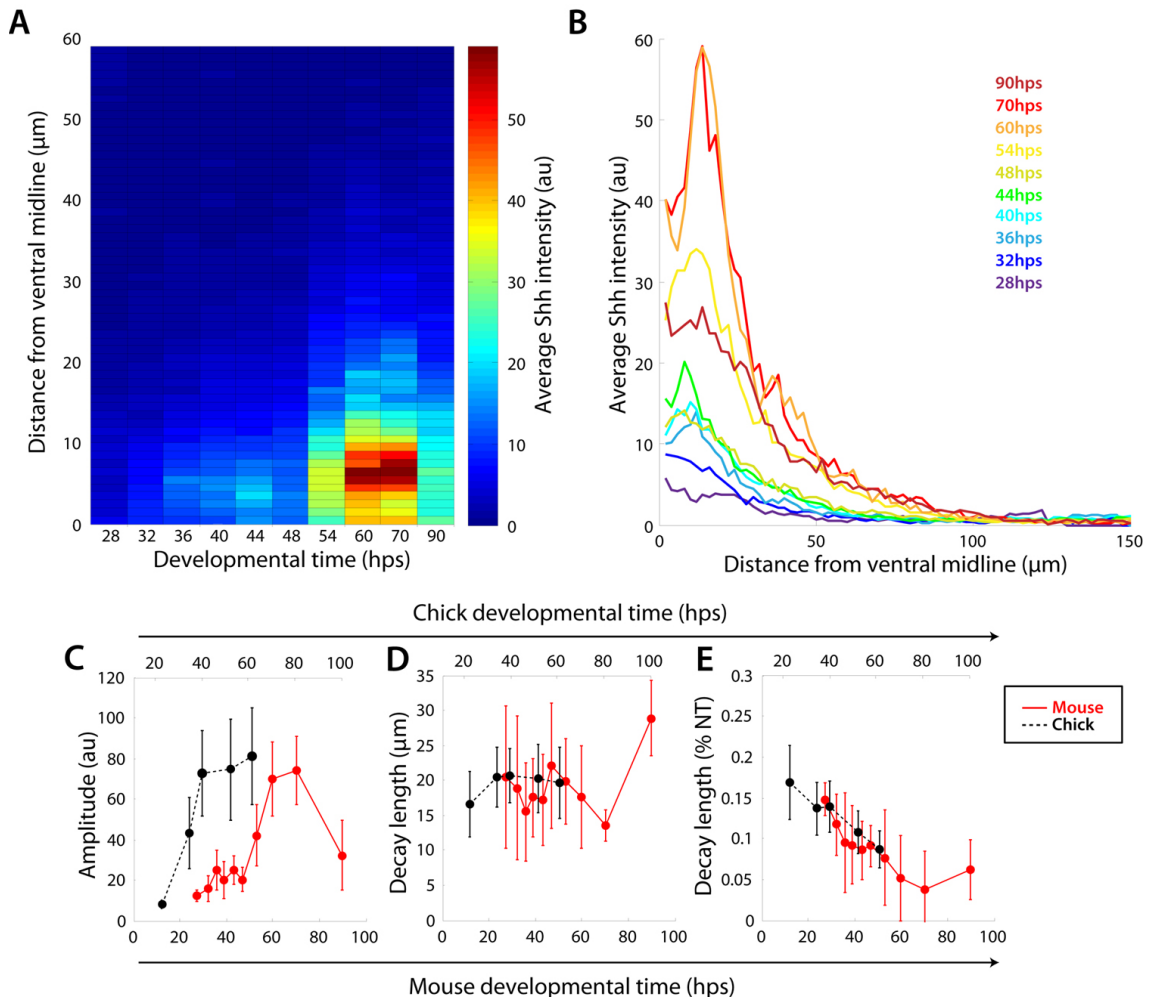 A
60
50
40
30
20
10
0
Distance from ventral midline (μm)
28 32 36 40 44 48 54 60 70 90
Developmental time (hps)
50
40
30
20
10
0
Average Shh intensity (au)
B
60
50
40
30
20
10
0
Average Shh intensity (au)
0 50 100 150
Distance from ventral midline (μm)
90hps
70hps
60hps
54hps
48hps
44hps
40hps
36hps
32hps
28hps
Chick developmental time (hps)
C
20 40 60 80 100
120
100
80
60
40
20
0
Amplitude (au)
0 20 40 60 80 100
D
20 40 60 80 100
35
30
25
20
15
10
5
0
Decay length (μm)
0 20 40 60 80 100
E
20 40 60 80 100
0.3
0.25
0.2
0.15
0.1
0.05
0
Decay length (% NT)
0 20 40 60 80 100
Mouse
Chick
Mouse developmental time (hps)